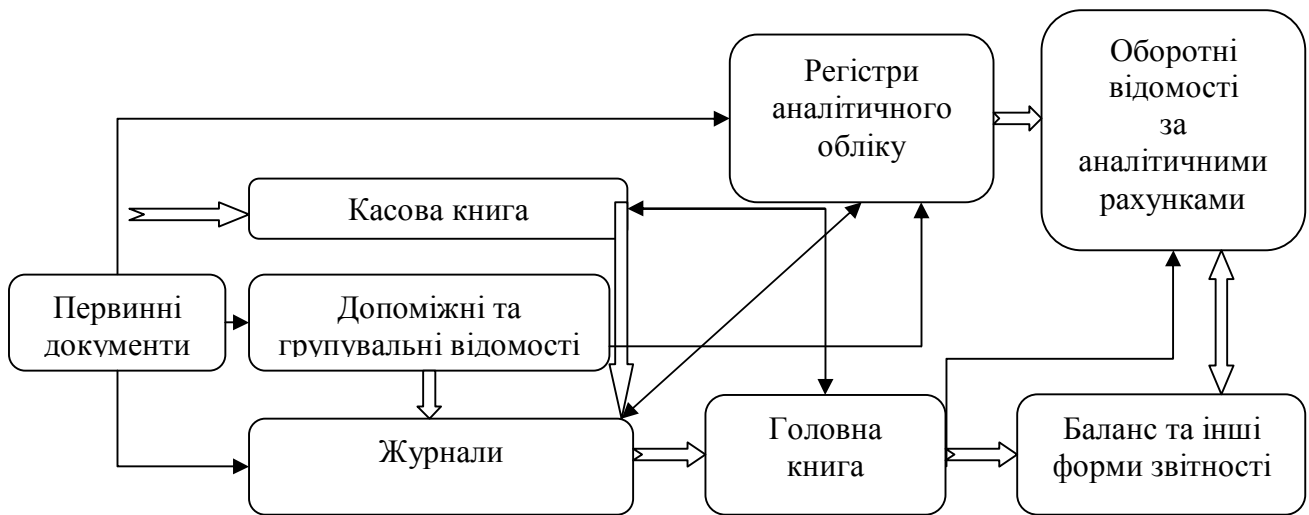 Регістри
аналітичного
обліку
Оборотні
відомості
за
аналітичними
рахунками
Касова книга
Первинні
документи
Допоміжні та
групувальні відомості
Журнали
Головна
книга
Баланс та інші
форми звітності